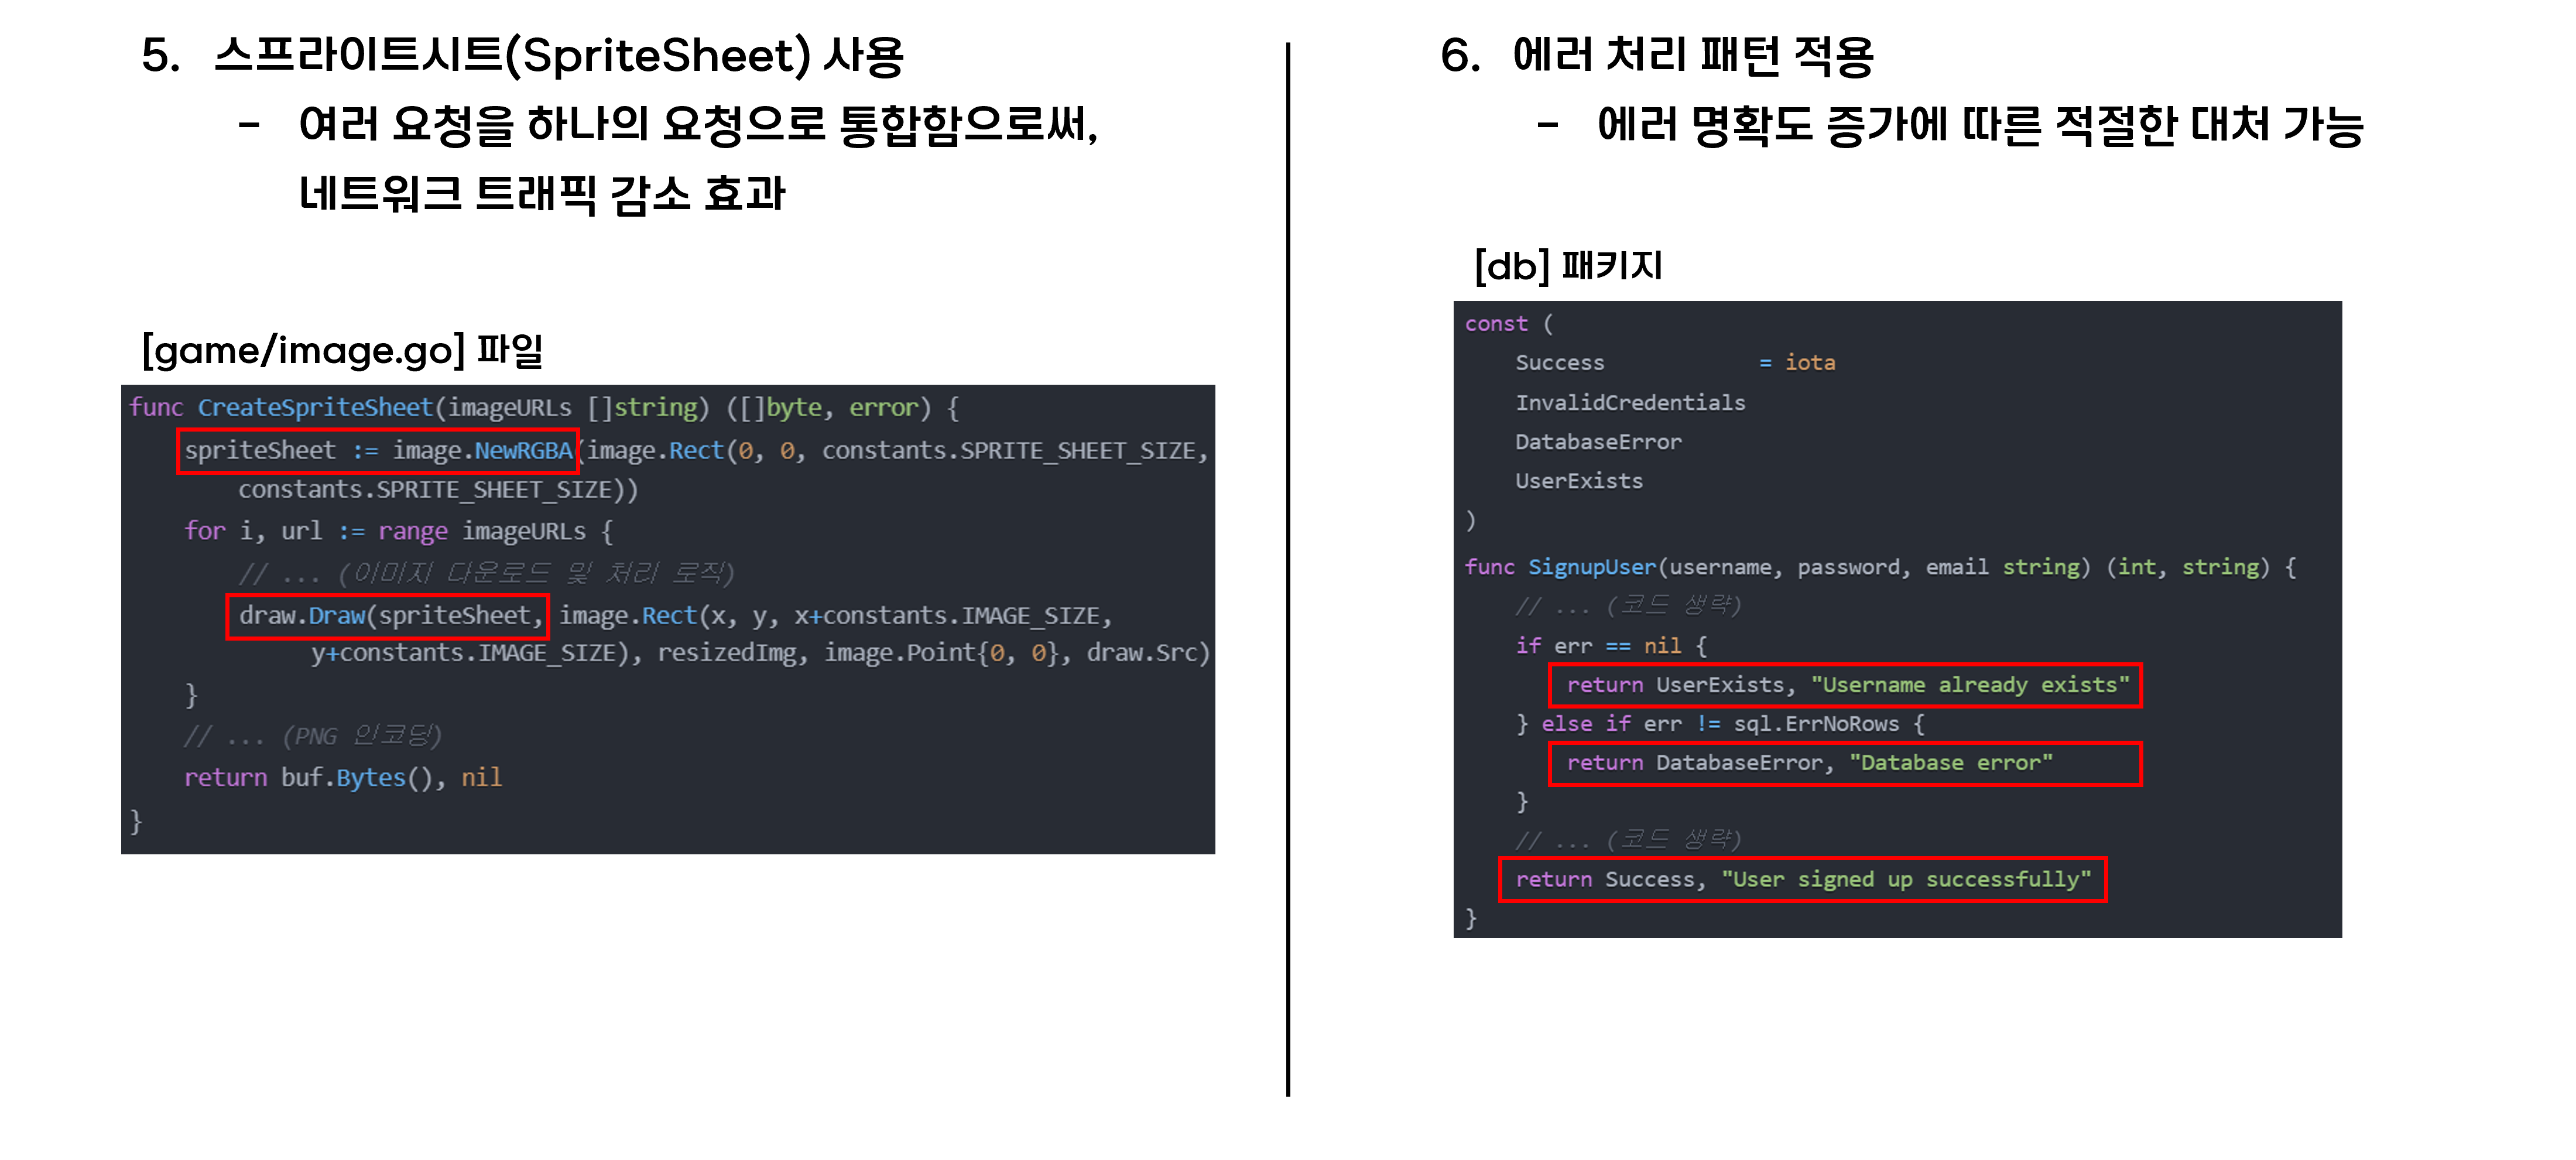 5. 스프라이트시트(SpriteSheet) 사용
- 여러 요청을 하나의 요청으로 통합함으로써,
네트워크 트래픽 감소 효과
[game/image.go] 파일
func CreateSpriteSheet(imageURLs []string) ([]byte, error) {
spriteSheet := image.NewRGBA(image.Rect(0, 0, constants.SPRITE_SHEET_SIZE,
constants.SPRITE_SHEET_SIZE))
for i, url := range imageURLs {
// ... (이미지 다운로드 및 처리 로직)
draw.Draw(spriteSheet, image.Rect(x, y, x+constants.IMAGE_SIZE,
y+constants.IMAGE_SIZE), resizedImg, image.Point{0, 0}, draw.Src)
}
// ... (PNG 인코딩)
return buf.Bytes(), nil
}
6. 에러 처리 패턴 적용
- 에러 명확도 증가에 따른 적절한 대처 가능
[db] 패키지
const (
Success = iota
InvalidCredentials
DatabaseError
UserExists
)
func SignupUser(username, password, email string) (int, string) {
// ... (코드 생략)
if err == nil {
return UserExists, "Username already exists"
} else if err != sql.ErrNoRows {
return DatabaseError, "Database error"
}
// ... (코드 생략)
return Success, "User signed up successfully"
}